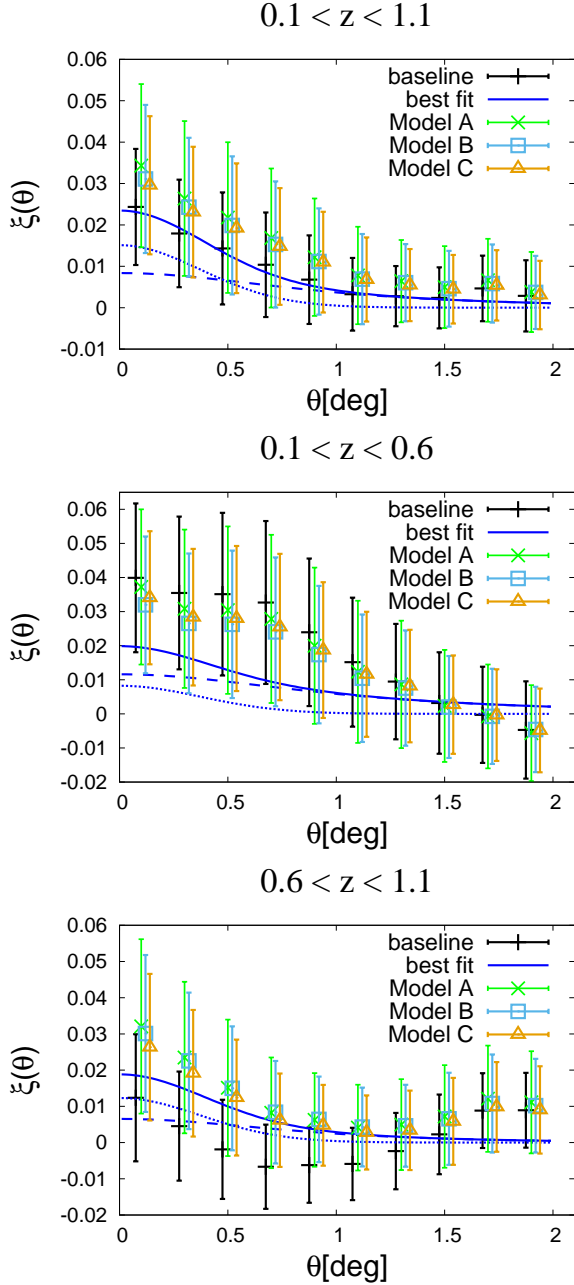 0.1 < z < 1.1
0.06
0.05
0.04
0.03
0.02
0.01
0
-0.01
ξ(θ)
baseline
best fit
Model A
Model B
Model C
0 0.5 1 1.5 2
θ[deg]
0.1 < z < 0.6
0.06
0.05
0.04
0.03
0.02
0.01
0
-0.01
-0.02
ξ(θ)
baseline
best fit
Model A
Model B
Model C
0 0.5 1 1.5 2
θ[deg]
0.6 < z < 1.1
0.06
0.05
0.04
0.03
0.02
0.01
0
-0.01
-0.02
ξ(θ)
baseline
best fit
Model A
Model B
Model C
0 0.5 1 1.5 2
θ[deg]